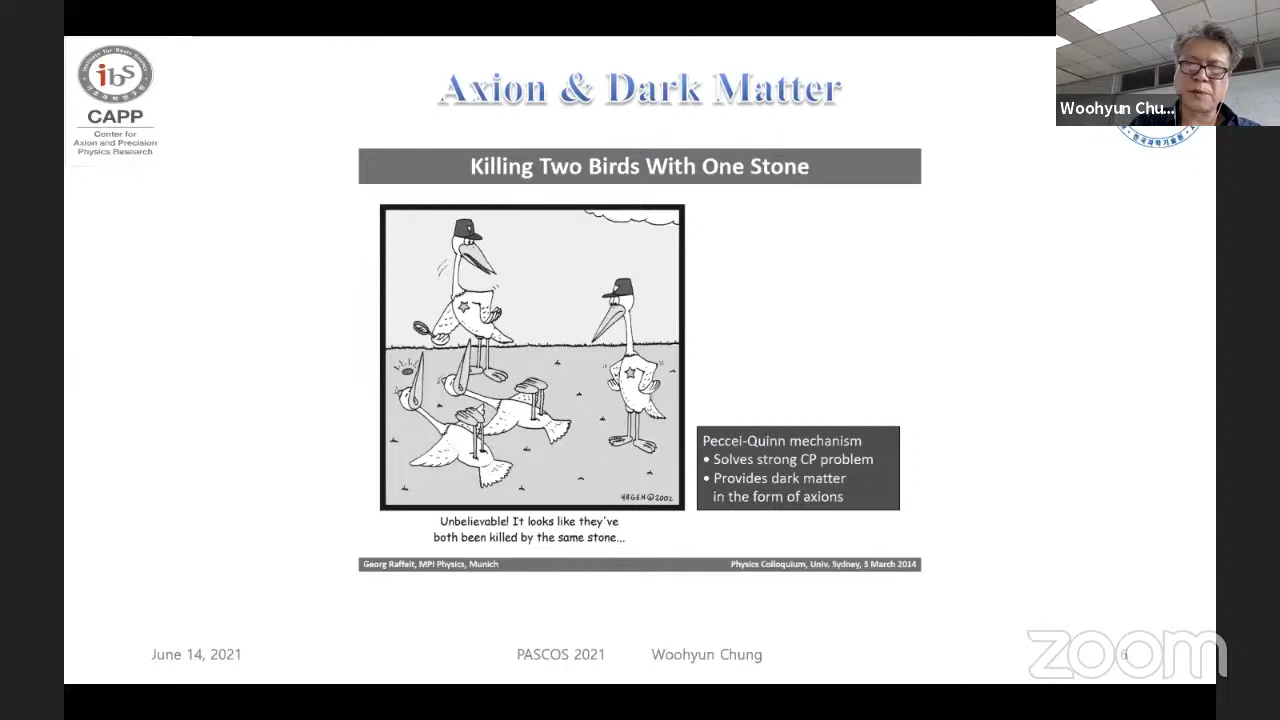 ibS
CAPP
Center for
Axion and Precision
Physics Research
Axion & Dark Matter
Woohyun Chu...
Killing Two Birds With One Stone
HAGEN©2002
Unbelievable! It looks like they've
both been killed by the same stone...
Peccei-Quinn mechanism
• Solves strong CP problem
• Provides dark matter
in the form of axions
Georg Raffelt, MPI Physics, Munich
Physics Colloquium, Univ. Sydney, 3 March 2014
June 14, 2021
PASCOS 2021
Woohyun Chung
6
zoom